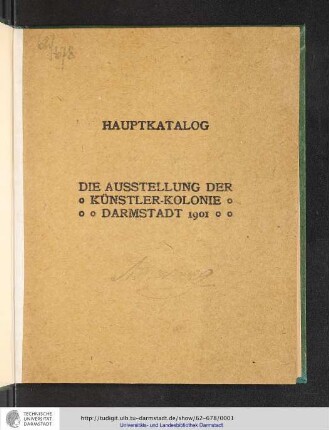 HAUPTKATALOG
DIE AUSSTELLUNG DER
KÜNSTLER-KOLONIE
DARMSTADT 1901
TECHNISCHE
UNIVERSITÄT
DARMSTADT
http://tudigit.ulb.tu-darmstadt.de/show/62-678/0001
Universitäts- und Landesbibliothek Darmstadt